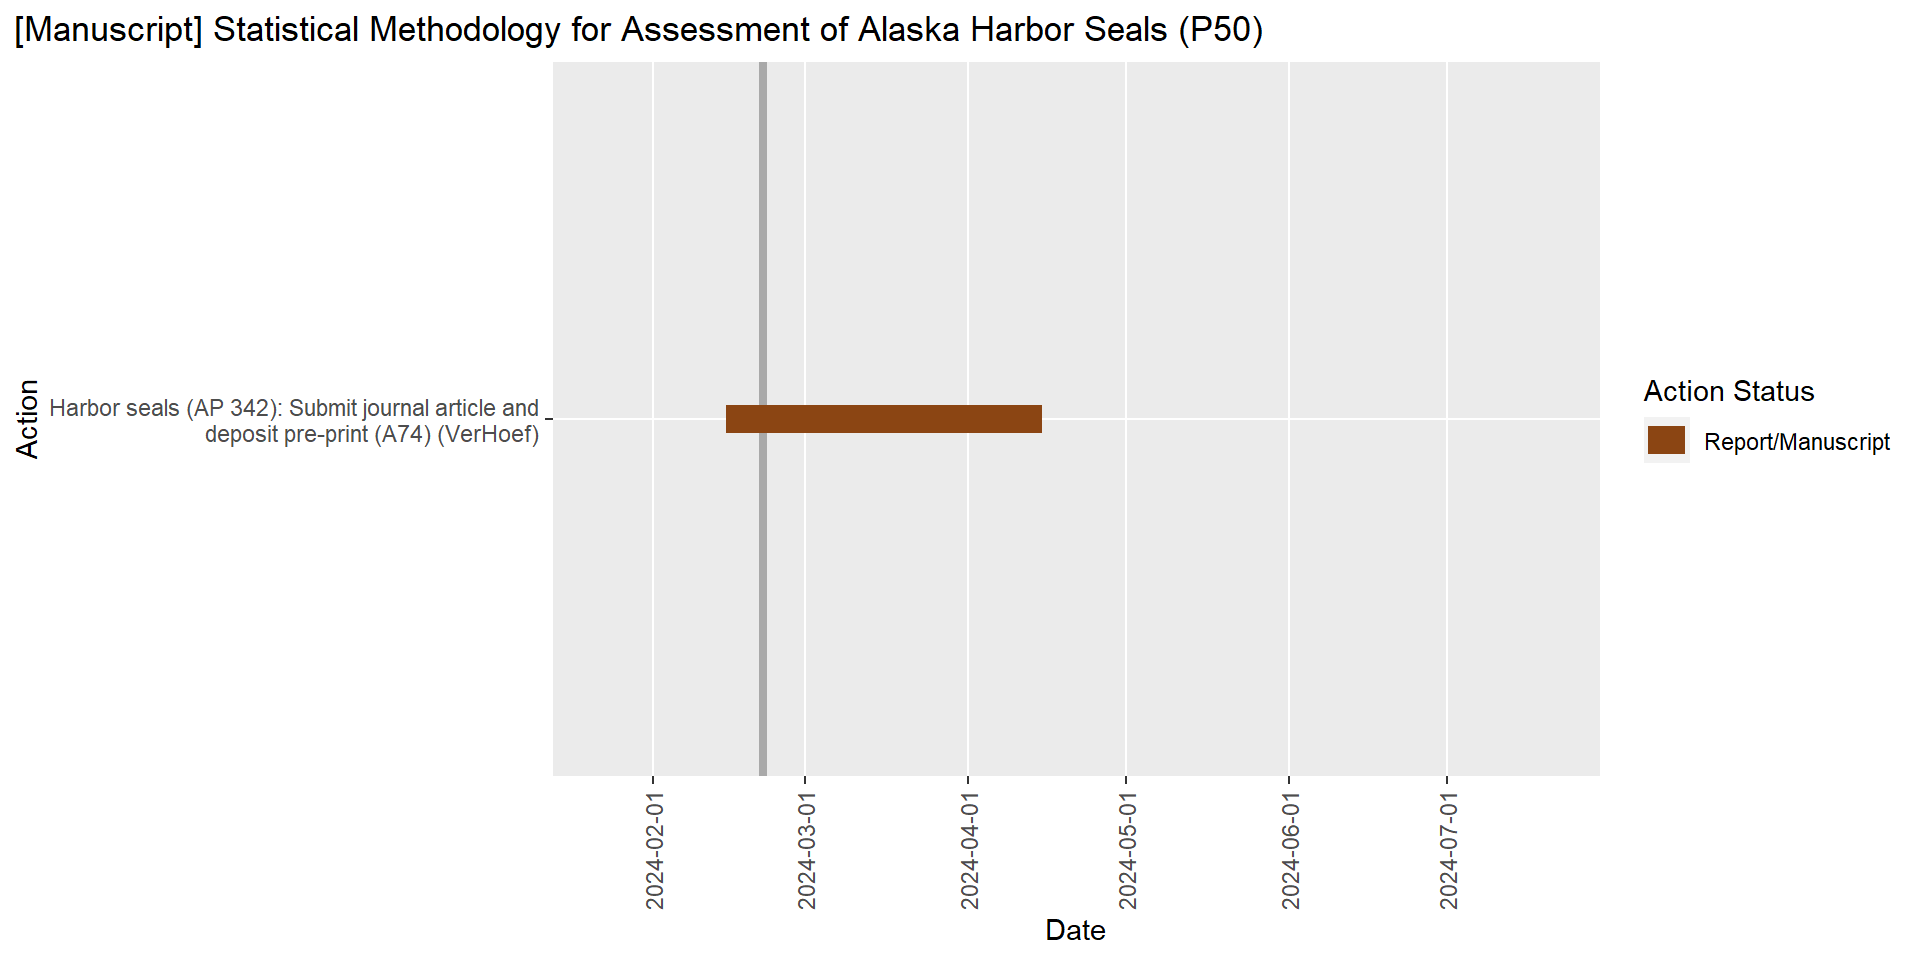 [Manuscript] Statistical Methodology for Assessment of Alaska Harbor Seals (P50)
Action
Harbor seals (AP 342): Submit journal article and
deposit pre-print (A74) (VerHoef)
Action Status
Report/Manuscript
2024-02-01
2024-03-01
2024-04-01
2024-05-01
2024-06-01
2024-07-01
Date